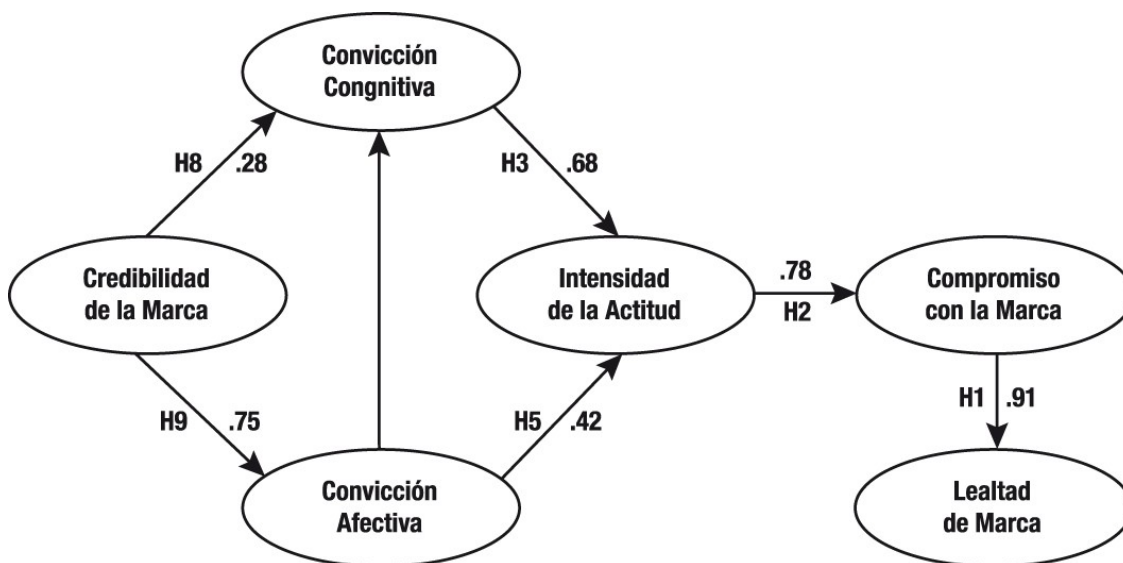 Convicción
Congnitiva
H8
.28
H3
.68
Credibilidad
de la Marca
Intensidad
de la Actitud
.78
H2
Compromiso
con la Marca
H9
.75
H5
.42
H1
.91
Convicción
Afectiva
Lealtad
de Marca